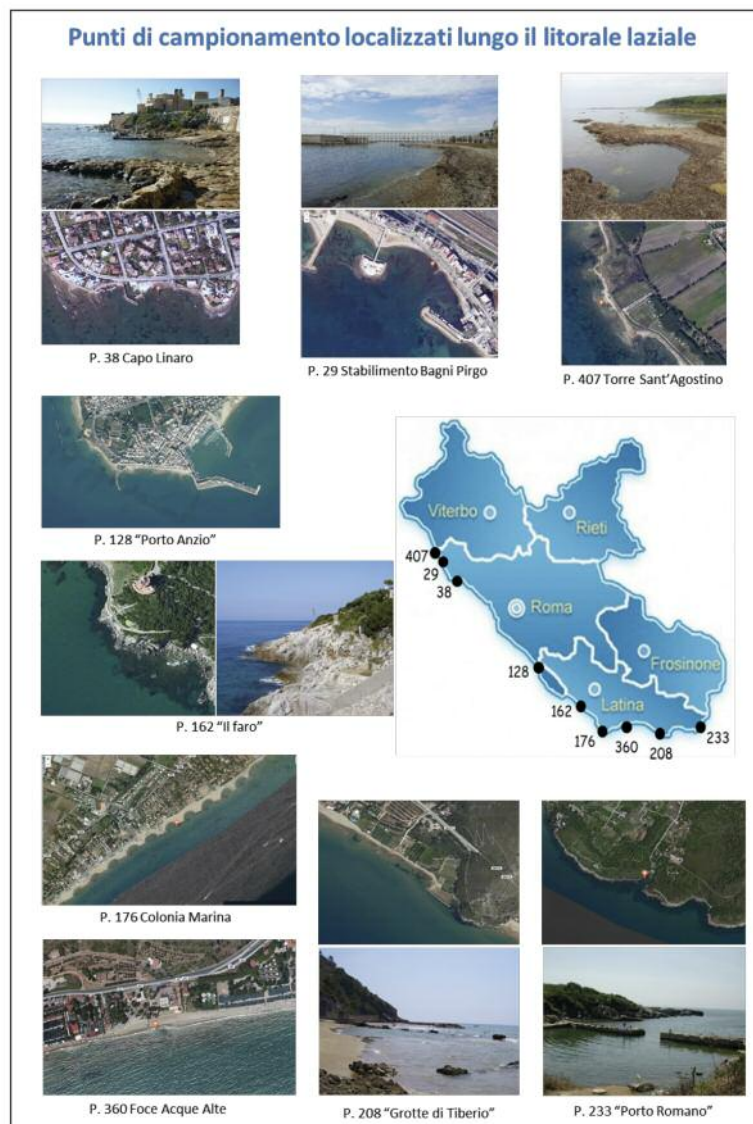 Punti di campionamento localizzati lungo il litorale laziale
P. 38 Capo Linaro
P. 29 Stabilimento Bagni Pirgo
P. 407 Torre Sant'Agostino
P. 128 "Porto Anzio"
P. 162 "Il faro"
Viterbo
Rieti
407
29
38
Roma
128
Frosinone
Latina
162
176
360
208
233
P. 176 Colonia Marina
P. 360 Foce Acque Alte
P. 208 "Grotte di Tiberio"
P. 233 "Porto Romano"